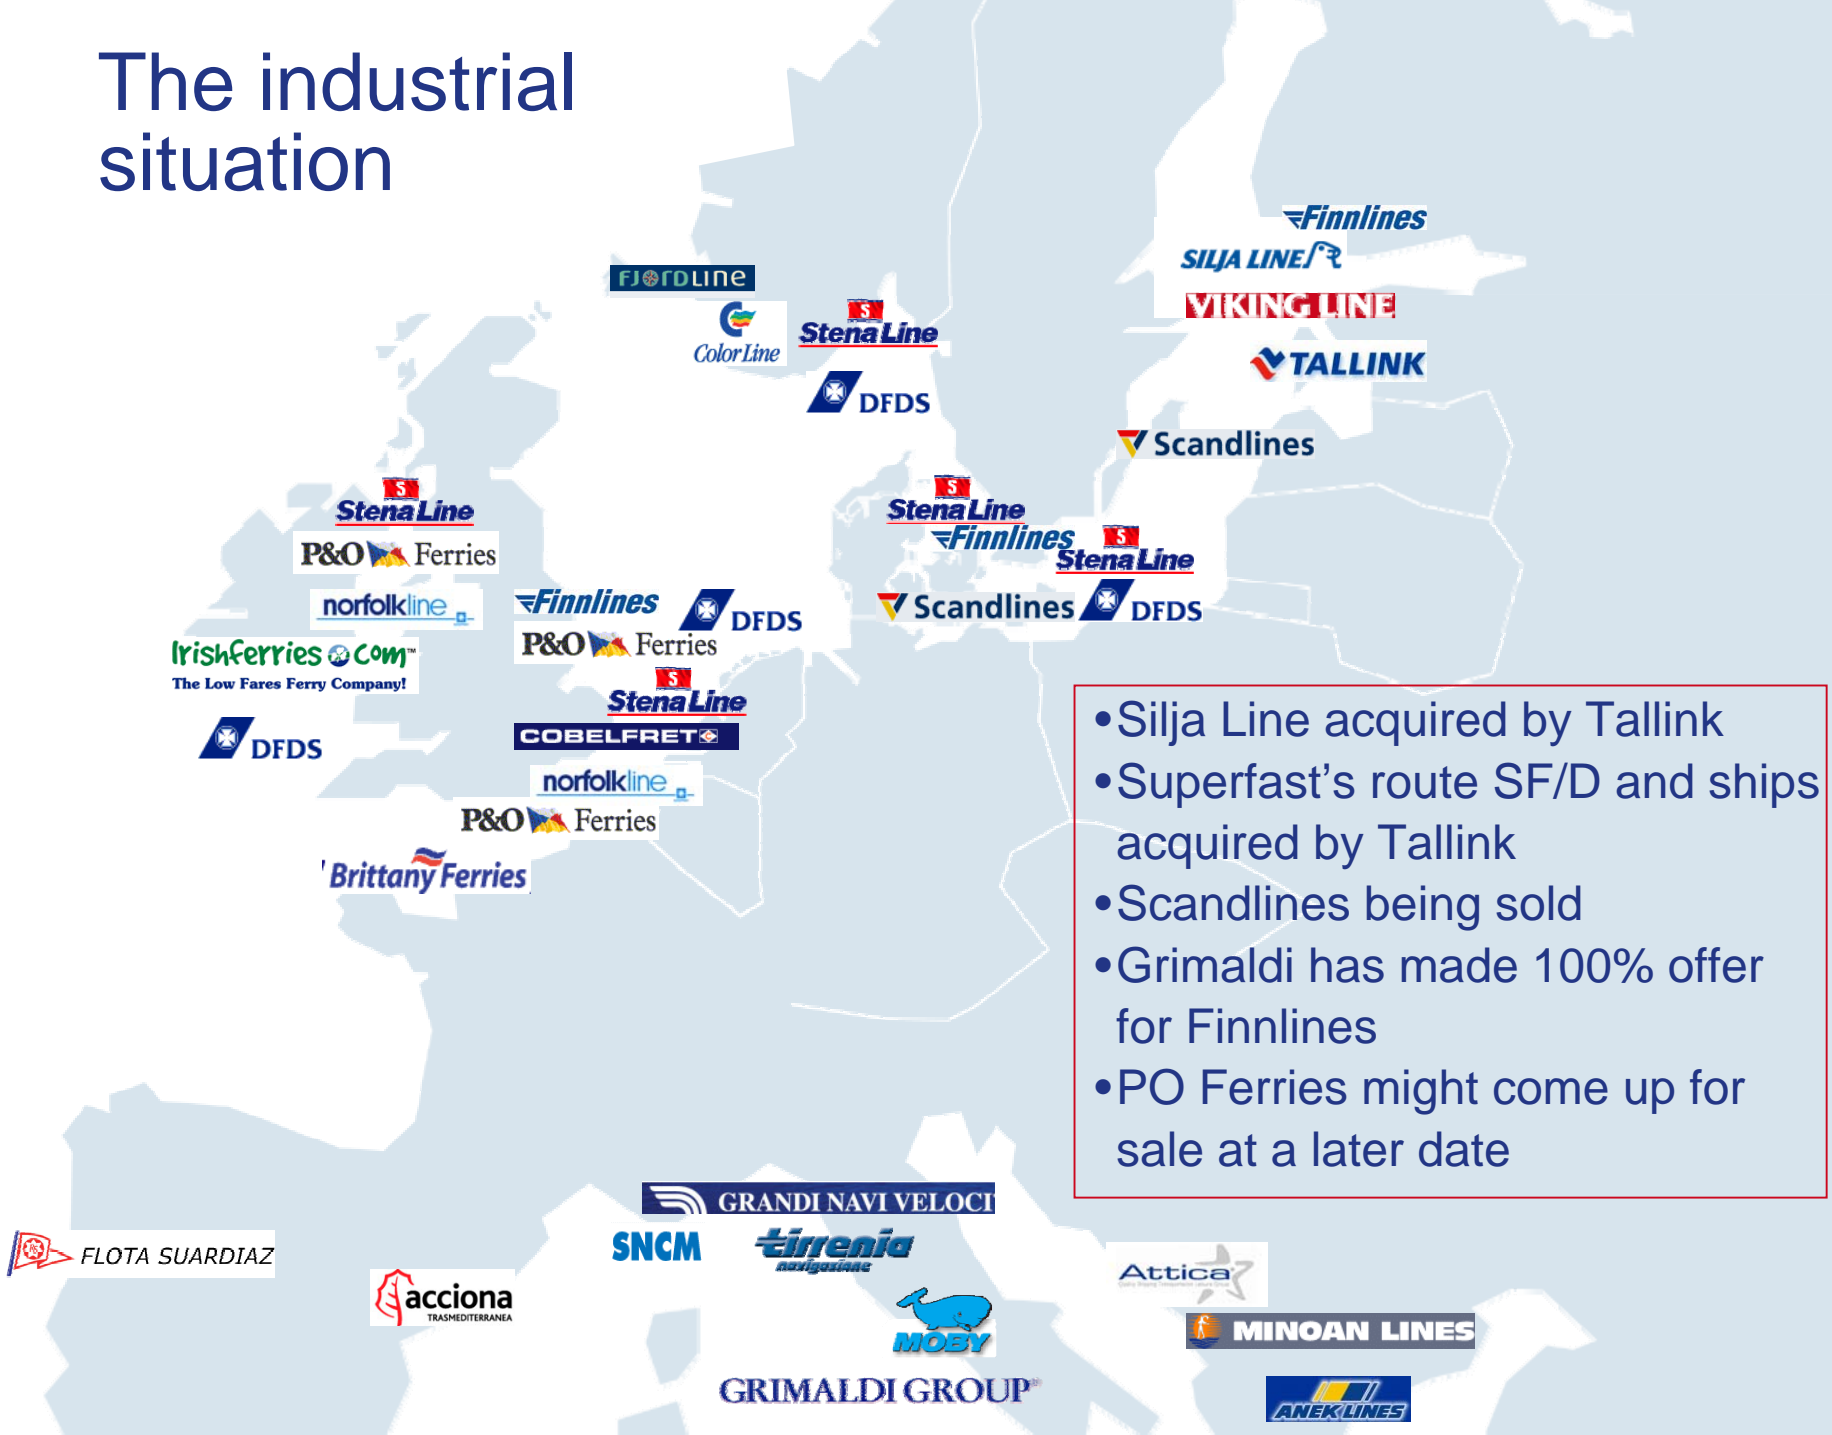 The industrial
situation
Finnlines
SILJA LINE
VIKING LINE
TALLINK
FJORDLINE
Color Line
S
Stena Line
DFDS
Scandlines
S
Stena Line
P&O Ferries
norfolkline
Irishferries.com™
The Low Fares Ferry Company!
DFDS
Finnlines
DFDS
P&O Ferries
S
Stena Line
COBELFRET
norfolkline
P&O Ferries
Brittany Ferries
S
Stena Line
Finnlines
S
Stena Line
Scandlines
DFDS
•Silja Line acquired by Tallink
•Superfast’s route SF/D and ships
acquired by Tallink
•Scandlines being sold
•Grimaldi has made 100% offer
for Finnlines
•PO Ferries might come up for
sale at a later date
FLOTA SUARDIAZ
acciona
TRASMEDITERRANEA
GRANDI NAVI VELOCI
SNCM
tirrenia
navigazione
MOBY
GRIMALDI GROUP®
Attica
MINOAN LINES
ANEK LINES